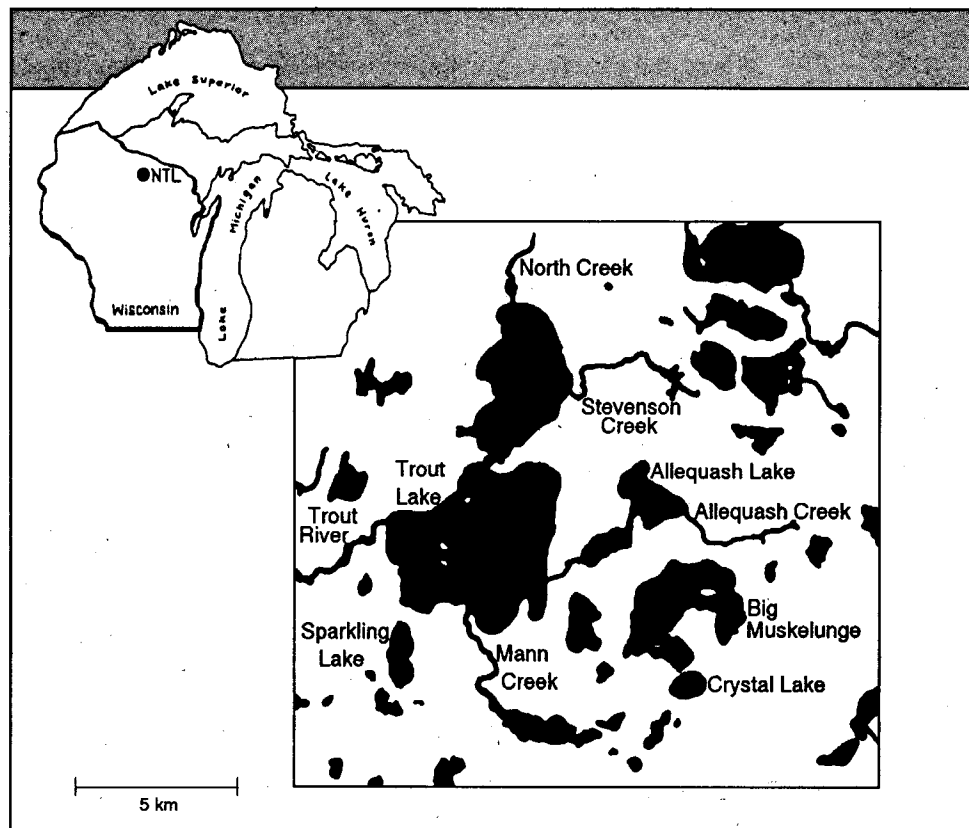 Lake Superior
NTL
Michigan
Lake Huron
Wisconsin
Lake
North Creek
Stevenson
Creek
Trout
Lake
Allequash Lake
Trout
River
Allequash Creek
Big
Muskelunge
Sparkling
Lake
Mann
Creek
Crystal Lake
5 km